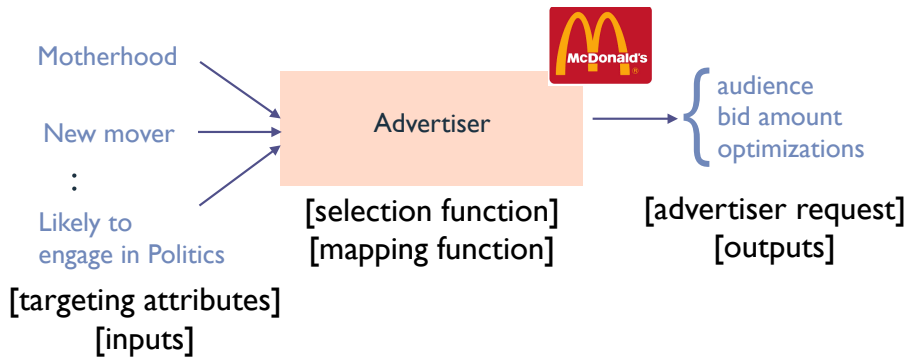 Motherhood
New mover
:
Likely to
engage in Politics
[targeting attributes]
[inputs]
Advertiser
McDonald's
®
[selection function]
[mapping function]
audience
bid amount
optimizations
[advertiser request]
[outputs]